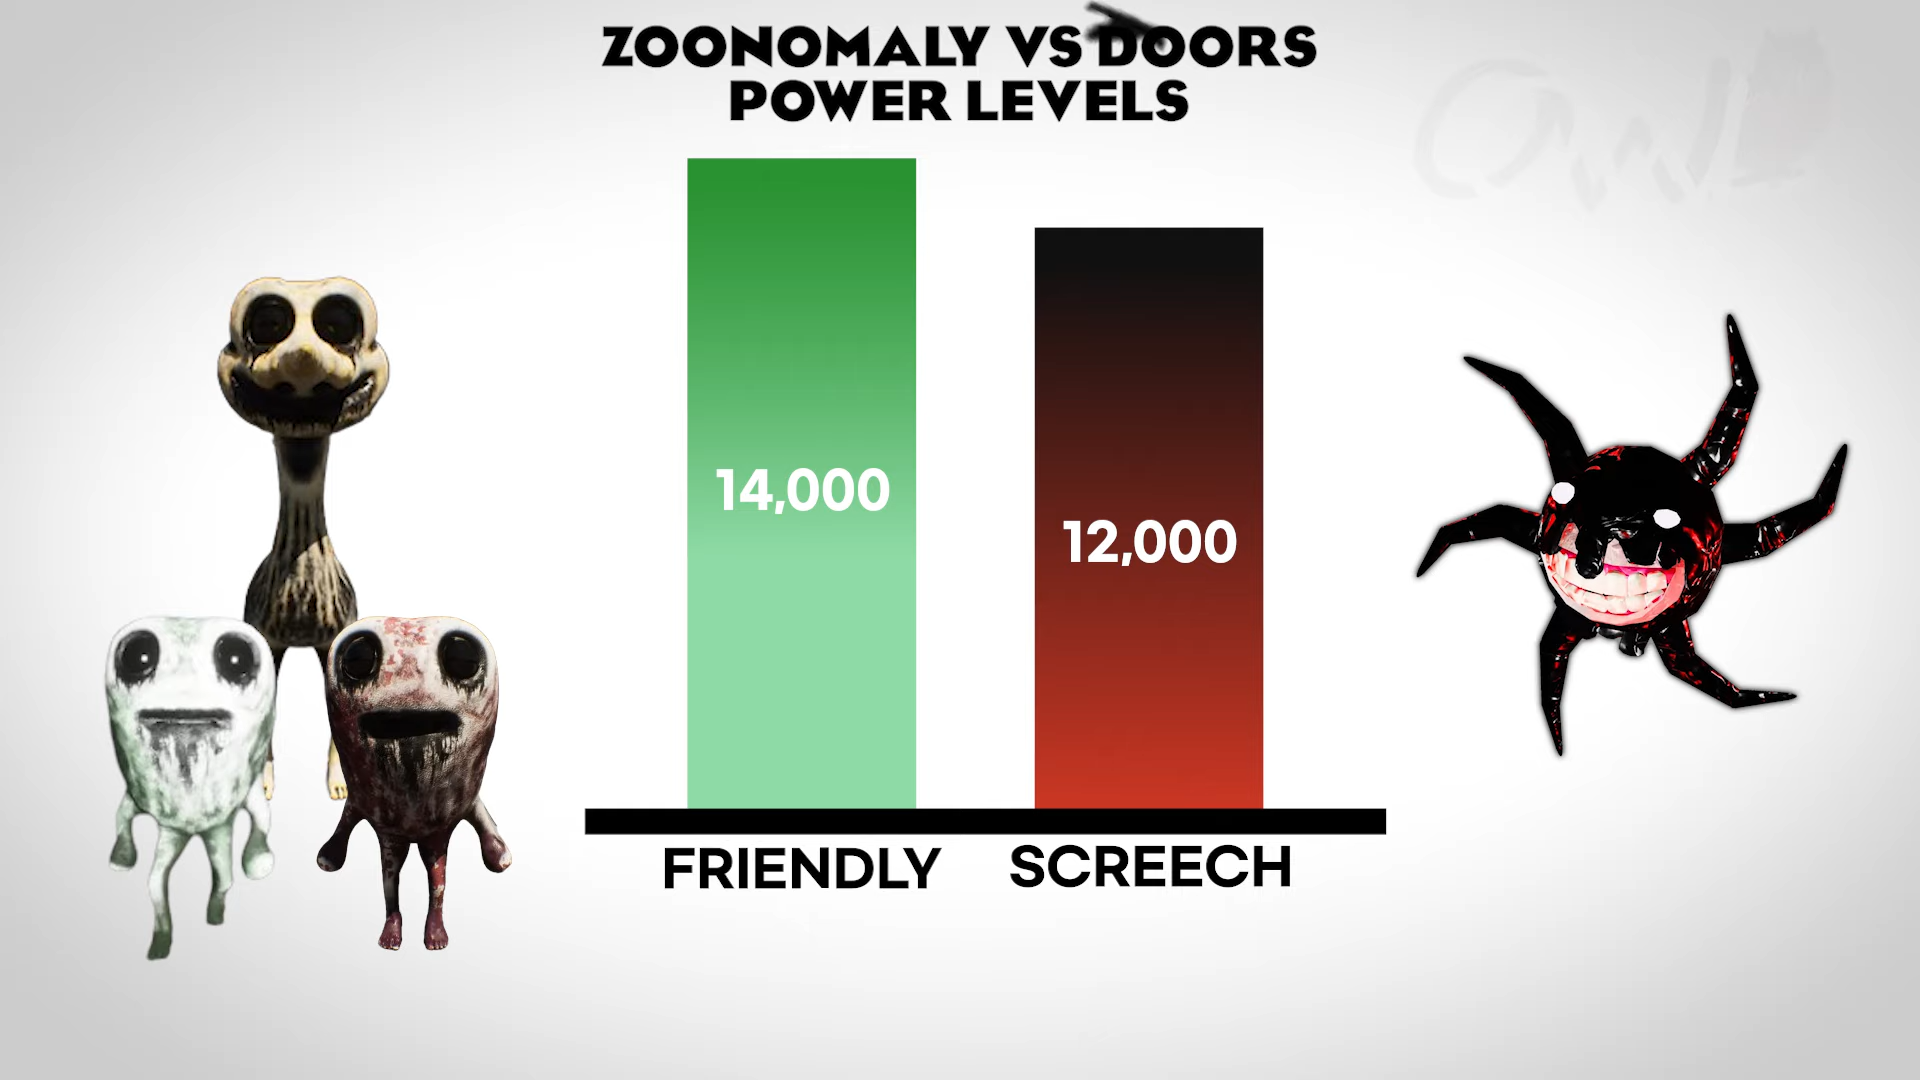 ZOONOMALY VS DOORS
POWER LEVELS
14,000
12,000
FRIENDLY
SCREECH